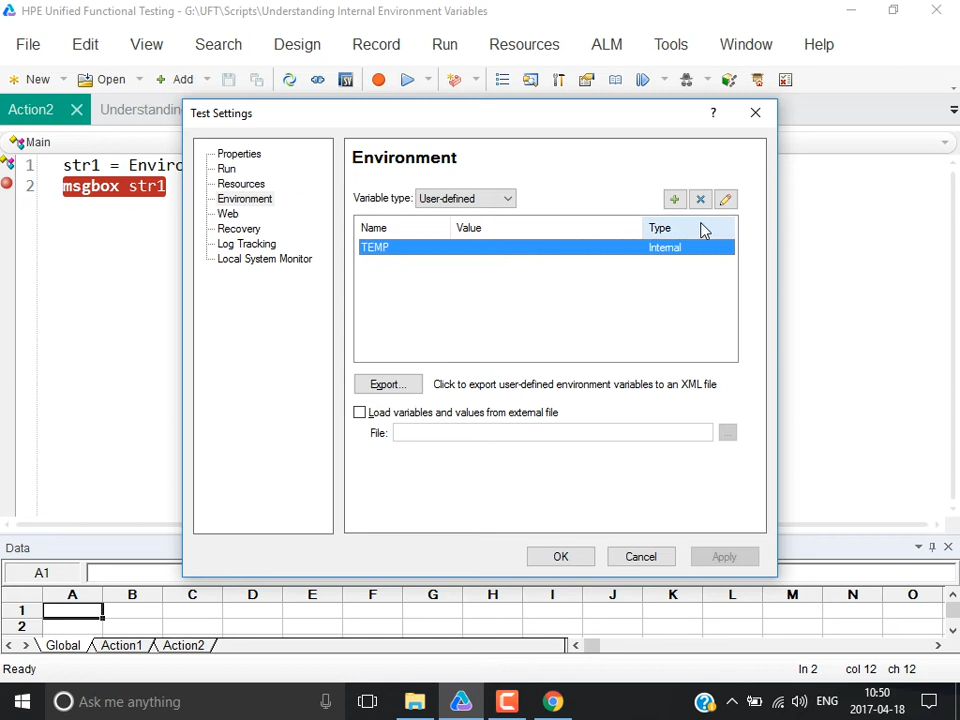 HPE Unified Functional Testing - G:\UFT\Scripts\Understanding Internal Environment Variables
File Edit View Search Design Record Run Resources ALM Tools Window Help
New Open Add
Action2 Understandin
Main
1 str1 = Enviro
2 msgbox str1
Test Settings
?
Properties
Run
Resources
Environment
Web
Recovery
Log Tracking
Local System Monitor
Environment
Variable type: User-defined
Name Value Type
TEMP Internal
Export... Click to export user-defined environment variables to an XML file
Load variables and values from external file
File: ...
OK Cancel Apply
Data
A1
A B C D E F G H I J K L M N O
1
2
Global Action1 Action2
Ready In 2 col 12 ch 12
Ask me anything ENG 10:50
2017-04-18